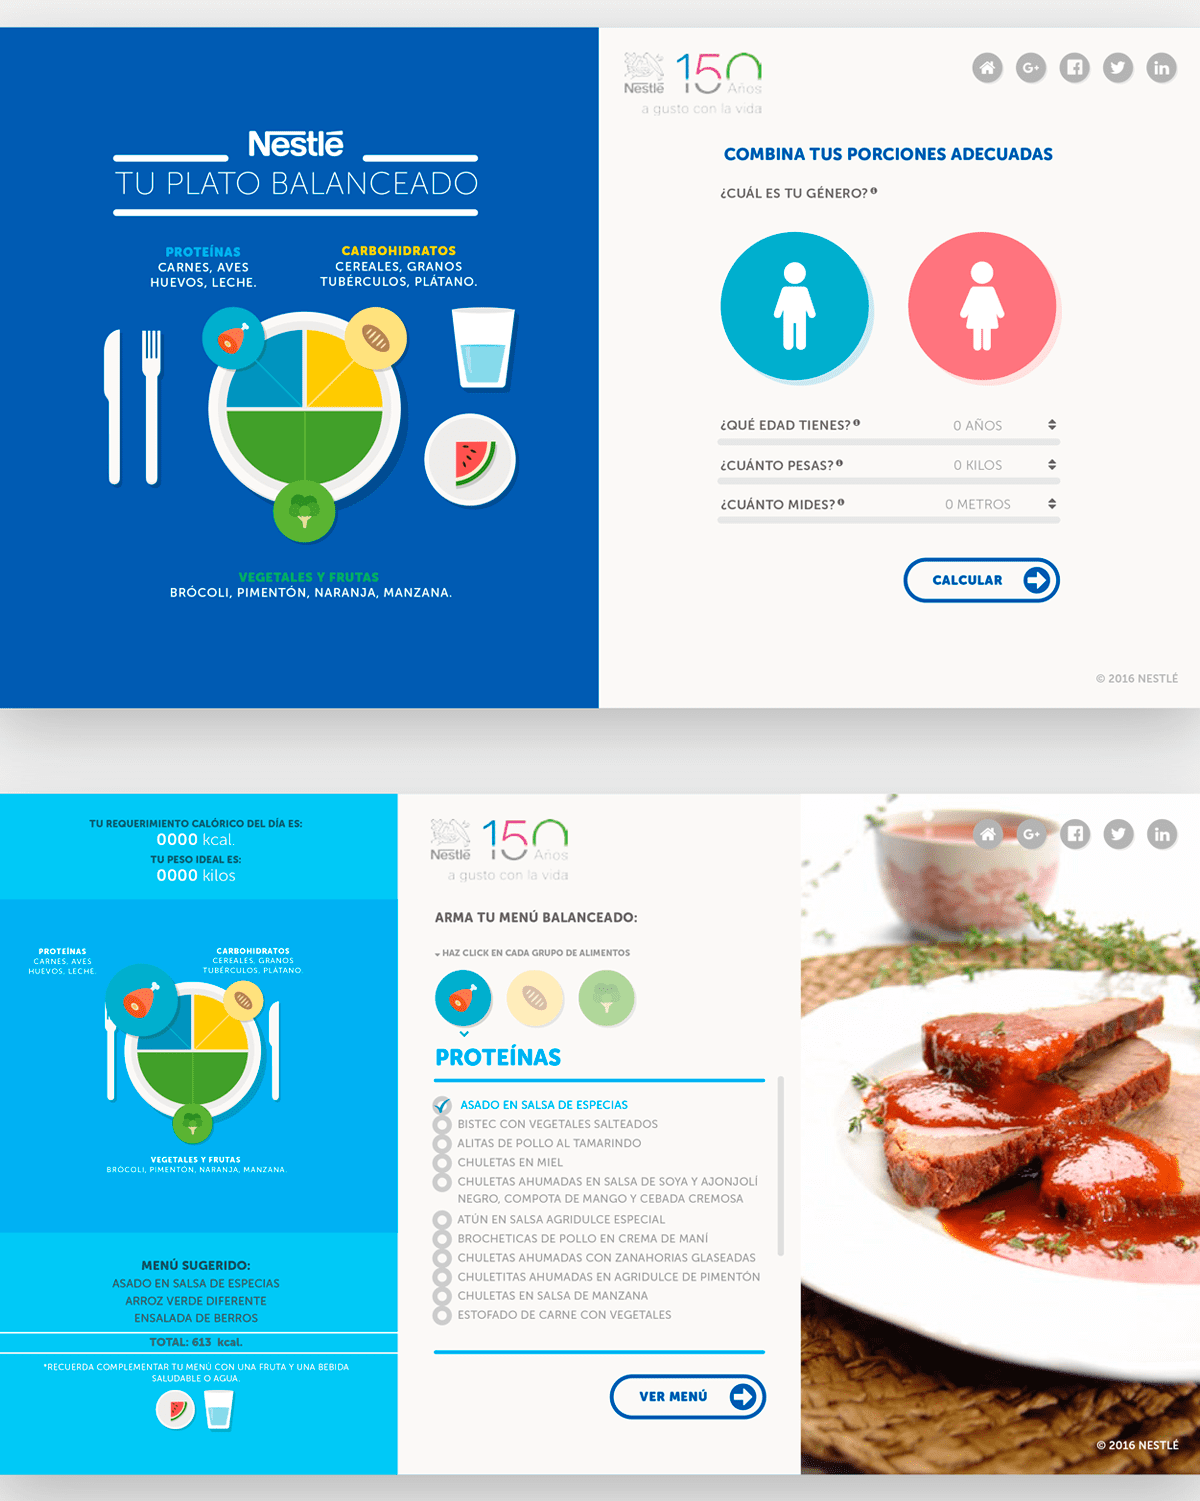 Nestlé
TU PLATO BALANCEADO
PROTEÍNAS
CARNES, AVES
HUEVOS, LECHE.
CARBOHIDRATOS
CEREALES, GRANOS
TUBÉRCULOS, PLÁTANO.
VEGETALES Y FRUTAS
BRÓCOLI, PIMENTÓN, NARANJA, MANZANA.
Nestlé 150 Años
a gusto con la vida
G+ in
COMBINA TUS PORCIONES ADECUADAS
¿CUÁL ES TU GÉNERO?
¿QUÉ EDAD TIENES? 0 AÑOS
¿CUÁNTO PESAS? 0 KILOS
¿CUÁNTO MIDES? 0 METROS
CALCULAR
© 2016 NESTLÉ
TU REQUERIMIENTO CALÓRICO DEL DÍA ES:
0000 kcal.
TU PESO IDEAL ES:
0000 kilos
PROTEÍNAS
CARNES, AVES
HUEVOS, LECHE.
CARBOHIDRATOS
CEREALES, GRANOS
TUBÉRCULOS, PLÁTANO.
VEGETALES Y FRUTAS
BRÓCOLI, PIMENTÓN, NARANJA, MANZANA.
MENÚ SUGERIDO:
ASADO EN SALSA DE ESPECIAS
ARROZ VERDE DIFERENTE
ENSALADA DE BERROS
TOTAL: 613 kcal.
*RECUERDA COMPLEMENTAR TU MENÚ CON UNA FRUTA Y UNA BEBIDA
SALUDABLE O AGUA.
Nestlé 150 Años
a gusto con la vida
ARMA TU MENÚ BALANCEADO:
HAZ CLICK EN CADA GRUPO DE ALIMENTOS
PROTEÍNAS
ASADO EN SALSA DE ESPECIAS
BISTEC CON VEGETALES SALTEADOS
ALITAS DE POLLO AL TAMARINDO
CHULETAS EN MIEL
CHULETAS AHUMADAS EN SALSA DE SOYA Y AJONJOLÍ
NEGRO, COMPOTA DE MANGO Y CEBADA CREMOSA
ATÚN EN SALSA AGRIDULCE ESPECIAL
BROCHETICAS DE POLLO EN CREMA DE MANÍ
CHULETAS AHUMADAS CON ZANAHORIAS GLASEADAS
CHULETITAS AHUMADAS EN AGRIDULCE DE PIMENTÓN
CHULETAS EN SALSA DE MANZANA
ESTOFADO DE CARNE CON VEGETALES
VER MENÚ
G+ in
© 2016 NESTLÉ